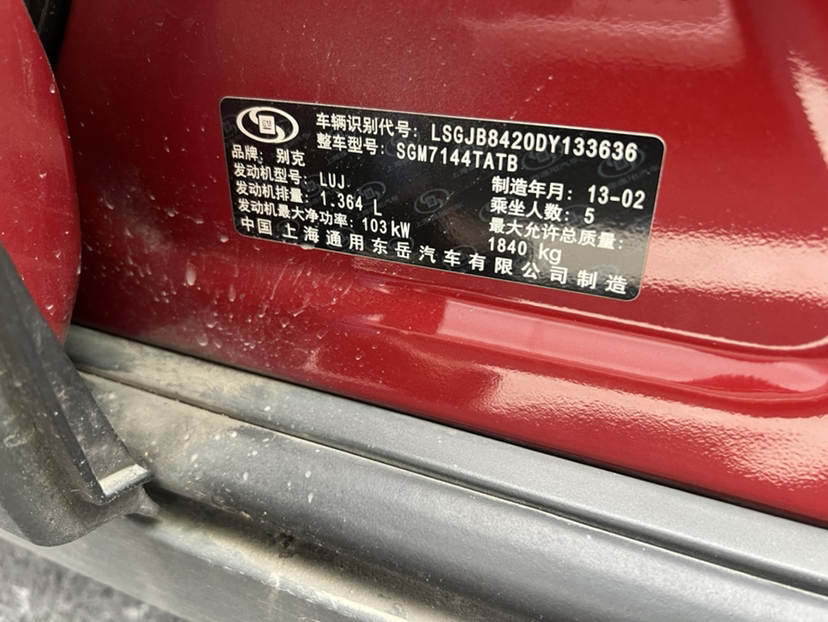 车辆识别代号: LSGJB8420DY133636
整车型号: SGM7144TATB
品牌: 别克
发动机型号: LUJ 制造年月: 13-02
发动机排量: 1.364 L 乘坐人数: 5
发动机最大净功率: 103kW 最大允许总质量:
1840 kg
中国上海通用东岳汽车有限公司制造